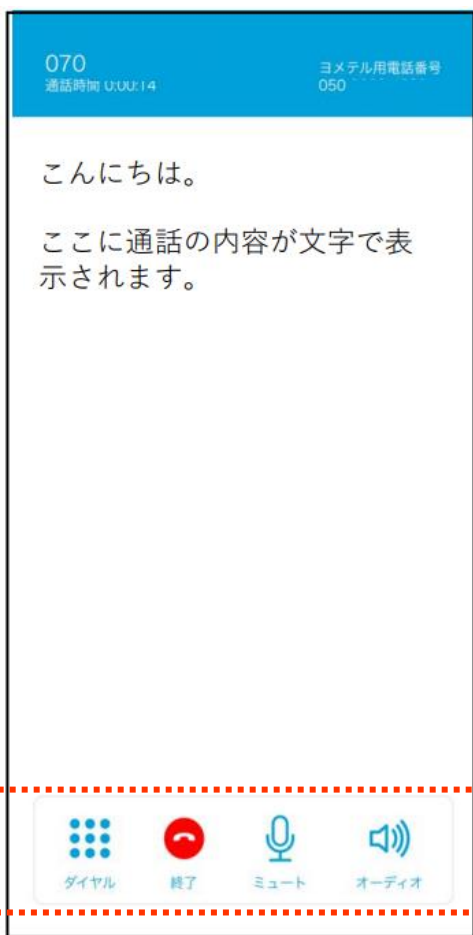 070
通話時間 0:00:14
ヨメテル用電話番号
050
こんにちは。
ここに通話の内容が文字で表
示されます。
ダイヤル
終了
ミュート
オーディオ